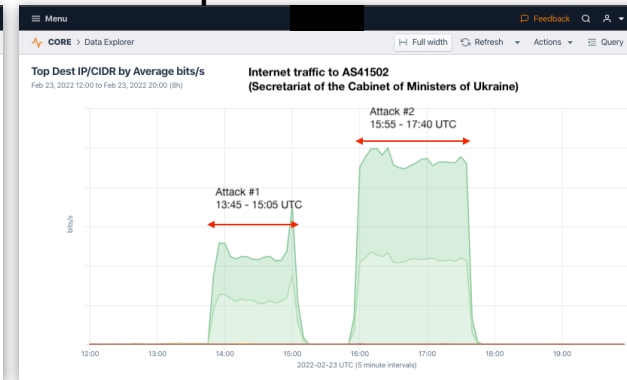 Menu
Feedback
CORE > Data Explorer
Full width
Refresh
Actions
Query
Top Dest IP/CIDR by Average bits/s
Feb 23, 2022 12:00 to Feb 23, 2022 20:00 (8h)
Internet traffic to AS41502
(Secretariat of the Cabinet of Ministers of Ukraine)
Attack #2
15:55 - 17:40 UTC
Attack #1
13:45 - 15:05 UTC
bits/s
12:00
13:00
14:00
15:00
16:00
17:00
18:00
19:00
2022-02-23 UTC (5 minute intervals)